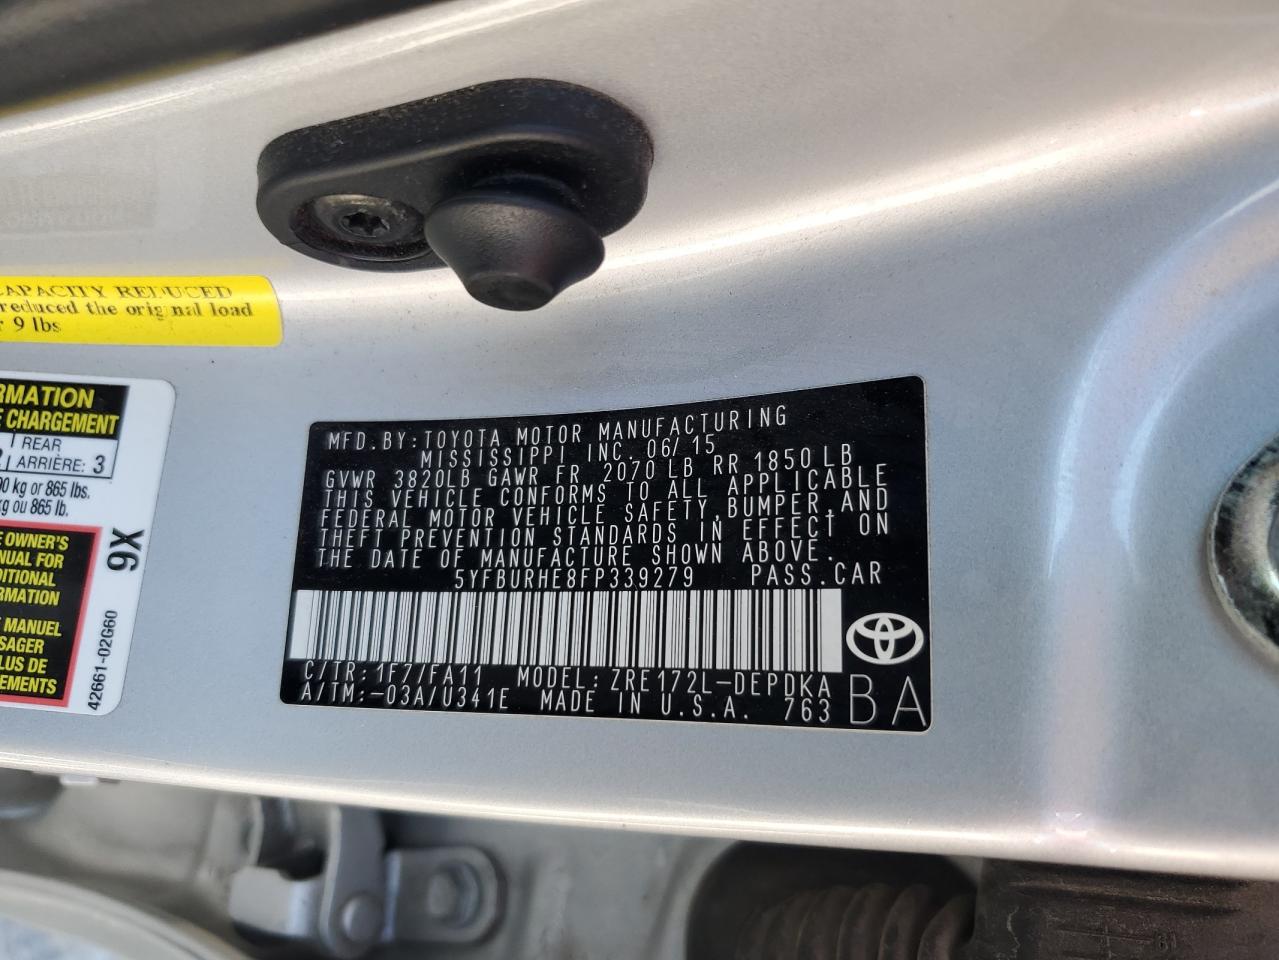 CAPACITY REDUCED
reduced the original load
r 9 lbs
RMATION
E CHARGEMENT
REAR
ARRIÈRE: 3
90 kg or 865 lbs.
kg ou 865 lb.
E OWNER'S
NUAL FOR
DITIONAL
RMATION
MANUEL
SAGER
LUS DE
EMENTS
9X
42661-02G60
MFD.BY:TOYOTA MOTOR MANUFACTURING
MISSISSIPPI INC. 06/15
GVWR 3820LB GAWR FR 2070 LB RR 1850 LB
THIS VEHICLE CONFORMS TO ALL APPLICABLE
FEDERAL MOTOR VEHICLE SAFETY, BUMPER,AND
THEFT PREVENTION STANDARDS IN EFFECT ON
THE DATE OF MANUFACTURE SHOWN ABOVE.
5YFBURHE8FP339279 PASS.CAR
C/TR:1F7/FA11 MODEL:ZRE172L-DEPDKA
A/TM:-03A/U341E MADE IN U.S.A. 763 BA